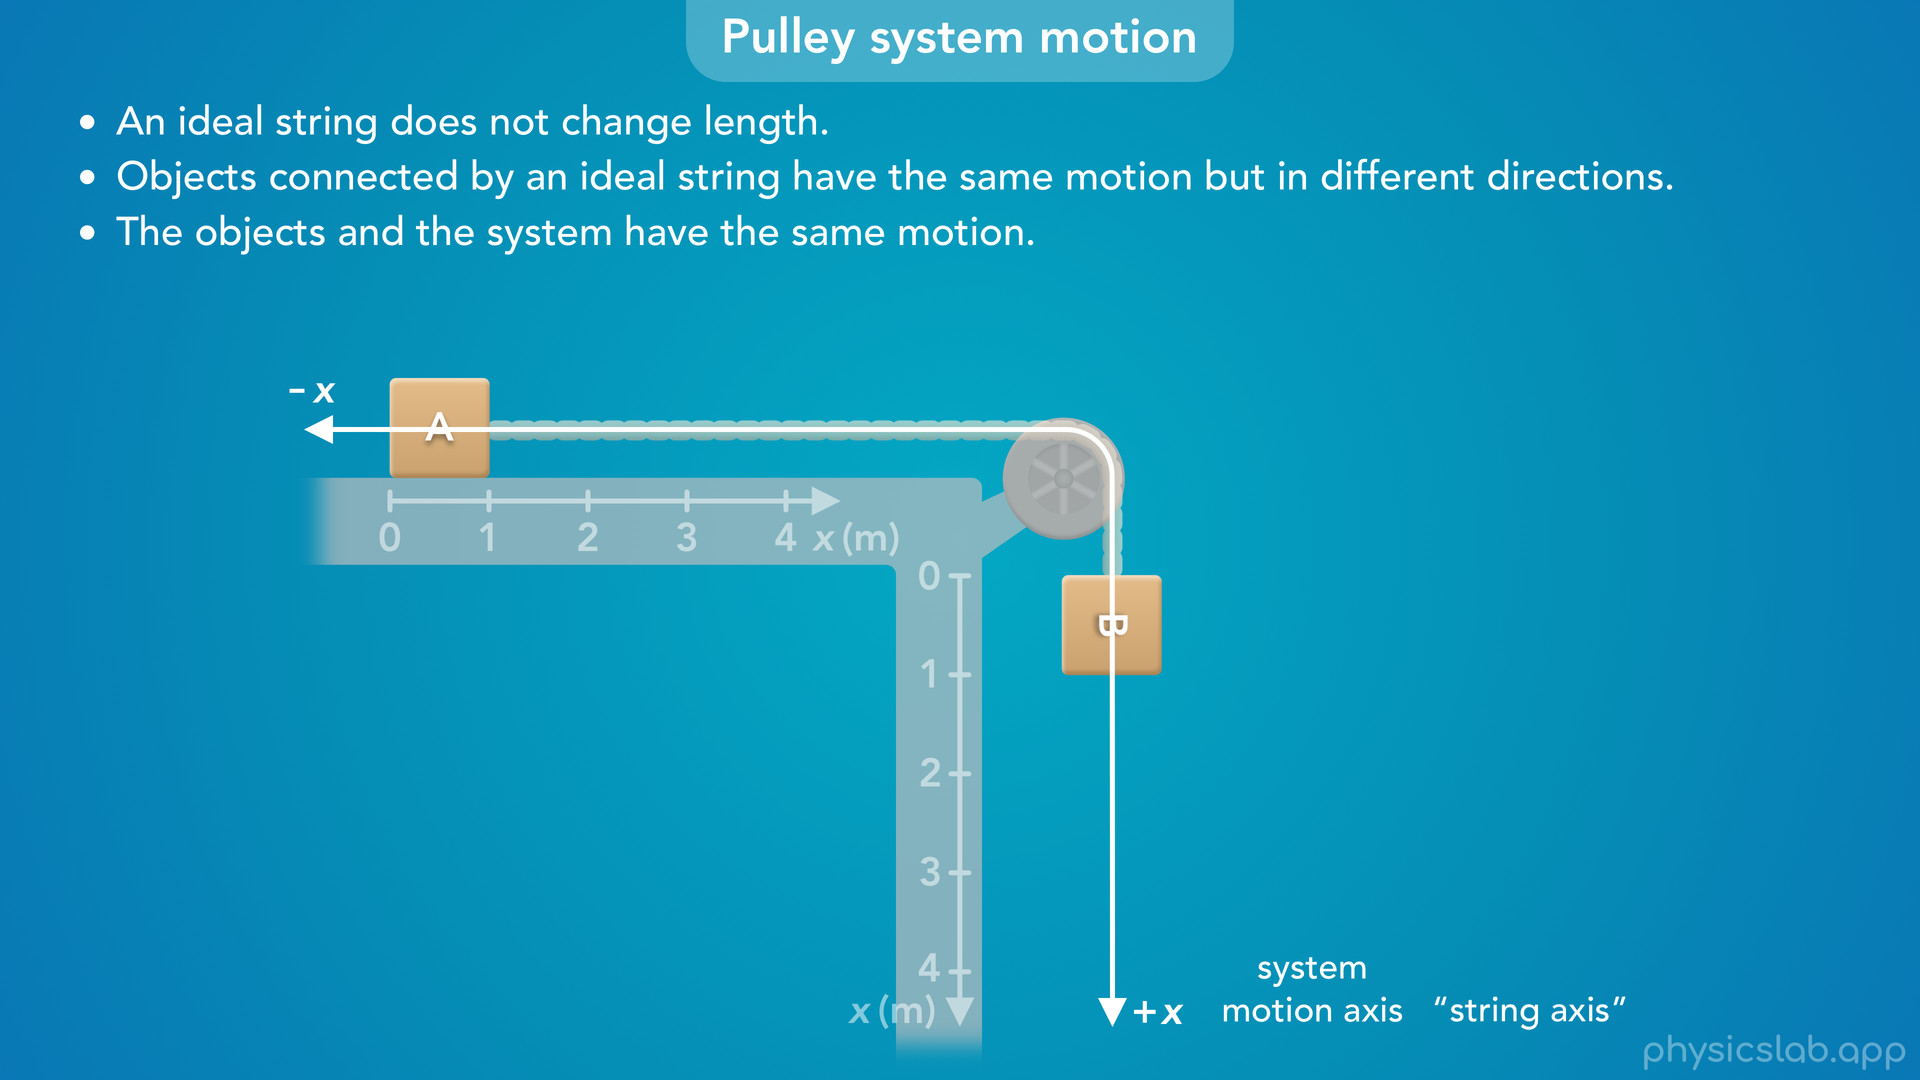 Pulley system motion
• An ideal string does not change length.
• Objects connected by an ideal string have the same motion but in different directions.
• The objects and the system have the same motion.
– x
A
0 1 2 3 4 x (m)
0
B
1
2
3
4
x (m)
+ x
system
motion axis “string axis”
physicslab.app